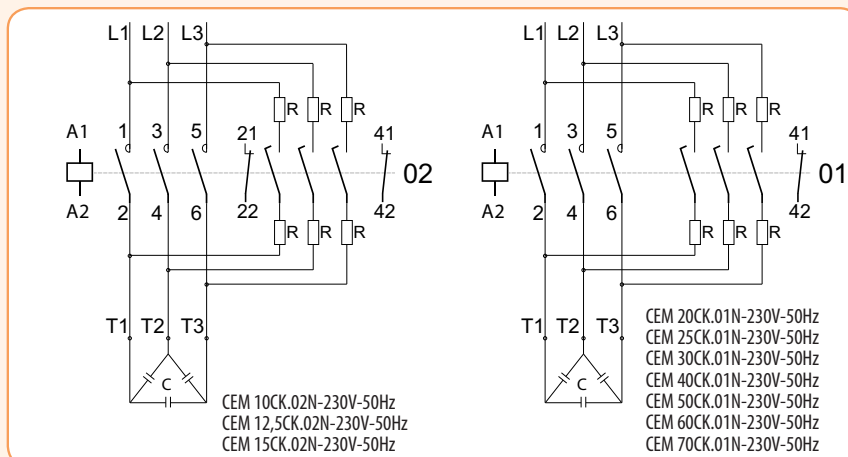 L1 L2 L3
R R R
A1 1 3 5 21 41
02
A2 2 4 6 22 42
R R R
T1 T2 T3
C
CEM 10CK.02N-230V-50Hz
CEM 12,5CK.02N-230V-50Hz
CEM 15CK.02N-230V-50Hz
L1 L2 L3
R R R
A1 1 3 5 41
01
A2 2 4 6 42
R R R
T1 T2 T3
C
CEM 20CK.01N-230V-50Hz
CEM 25CK.01N-230V-50Hz
CEM 30CK.01N-230V-50Hz
CEM 40CK.01N-230V-50Hz
CEM 50CK.01N-230V-50Hz
CEM 60CK.01N-230V-50Hz
CEM 70CK.01N-230V-50Hz